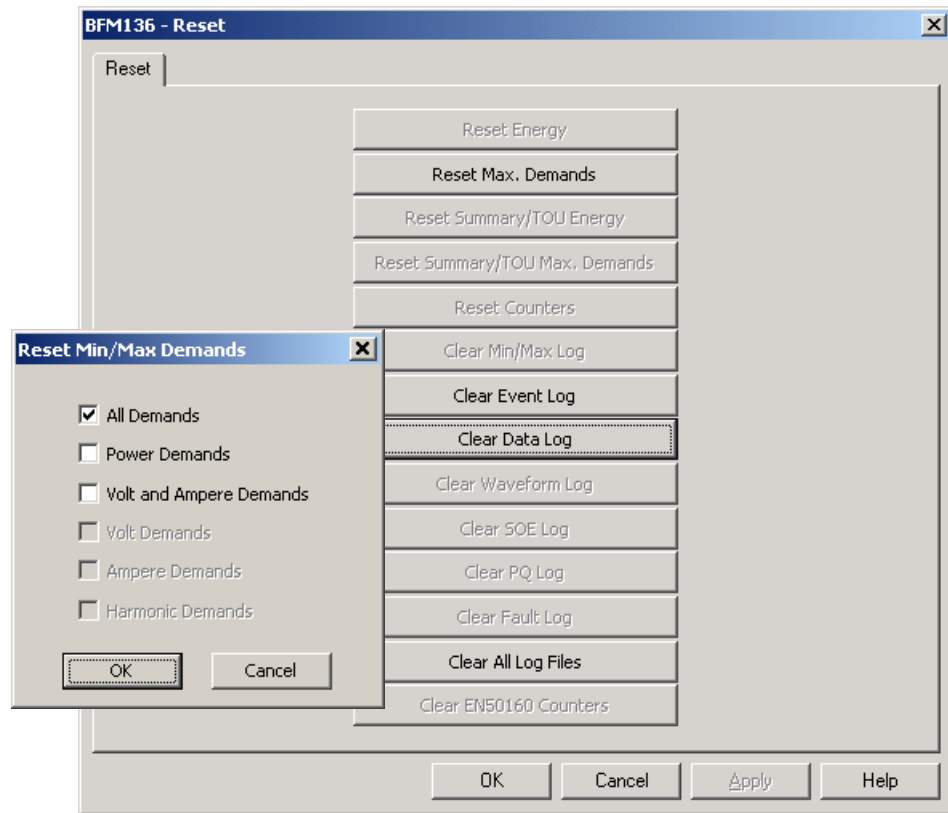 BFM136 - Reset
Reset
Reset Energy
Reset Max. Demands
Reset Summary/TOU Energy
Reset Summary/TOU Max. Demands
Reset Counters
Clear Min/Max Log
Clear Event Log
Clear Data Log
Clear Waveform Log
Clear SOE Log
Clear PQ Log
Clear Fault Log
Clear All Log Files
Clear EN50160 Counters
Reset Min/Max Demands
All Demands
Power Demands
Volt and Ampere Demands
Volt Demands
Ampere Demands
Harmonic Demands
OK
Cancel
OK
Cancel
Apply
Help